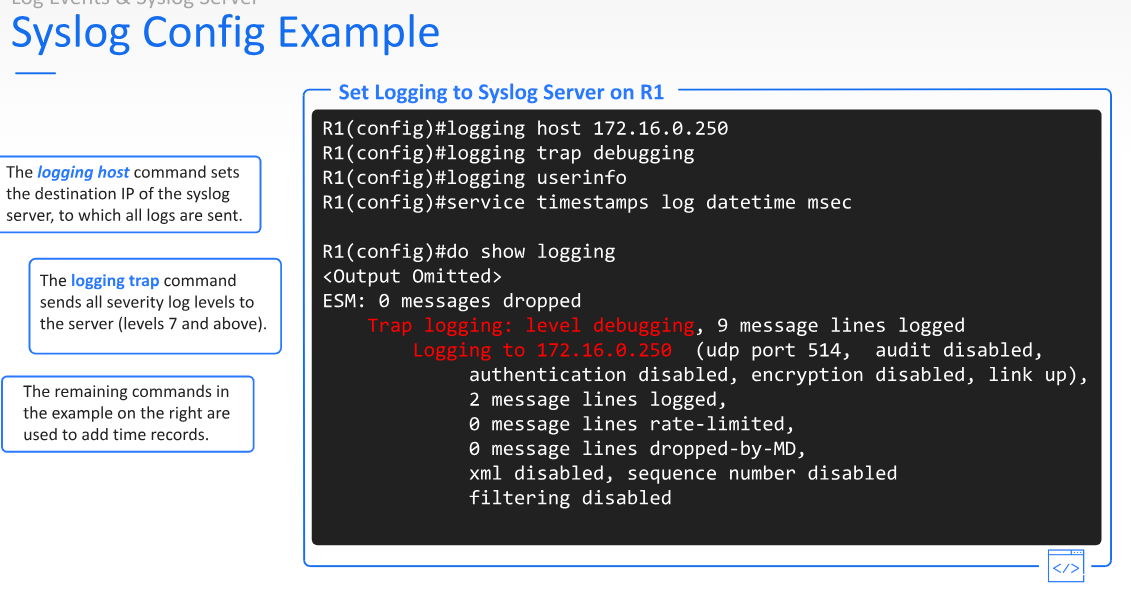 Log Events & Syslog Server
Syslog Config Example
Set Logging to Syslog Server on R1
The logging host command sets
the destination IP of the syslog
server, to which all logs are sent.
The logging trap command
sends all severity log levels to
the server (levels 7 and above).
The remaining commands in
the example on the right are
used to add time records.
R1(config)#logging host 172.16.0.250
R1(config)#logging trap debugging
R1(config)#logging userinfo
R1(config)#service timestamps log datetime msec
R1(config)#do show logging
<Output Omitted>
ESM: 0 messages dropped
Trap logging: level debugging, 9 message lines logged
Logging to 172.16.0.250 (udp port 514, audit disabled,
authentication disabled, encryption disabled, link up),
2 message lines logged,
0 message lines rate-limited,
0 message lines dropped-by-MD,
xml disabled, sequence number disabled
filtering disabled
</>